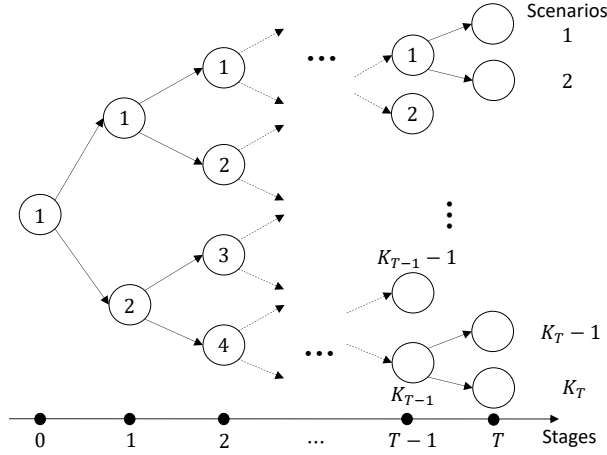 Scenarios
1
2
1
1
1
2
1
2
2
3
4
...
...
⋮
K_{T-1} − 1
K_{T-1}
K_T − 1
K_T
0
1
2
...
T − 1
T
Stages